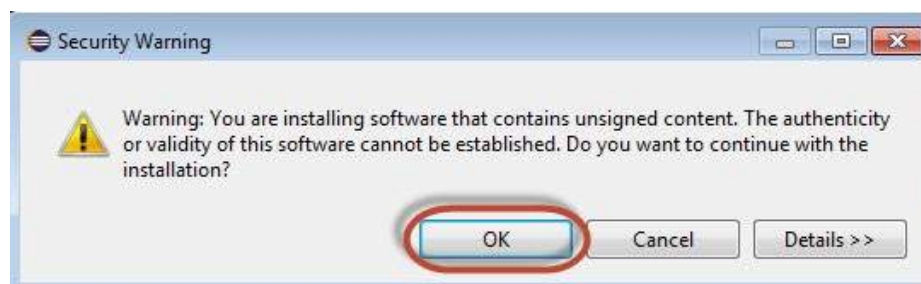 Security Warning
Warning: You are installing software that contains unsigned content. The authenticity
or validity of this software cannot be established. Do you want to continue with the
installation?
OK Cancel Details >>